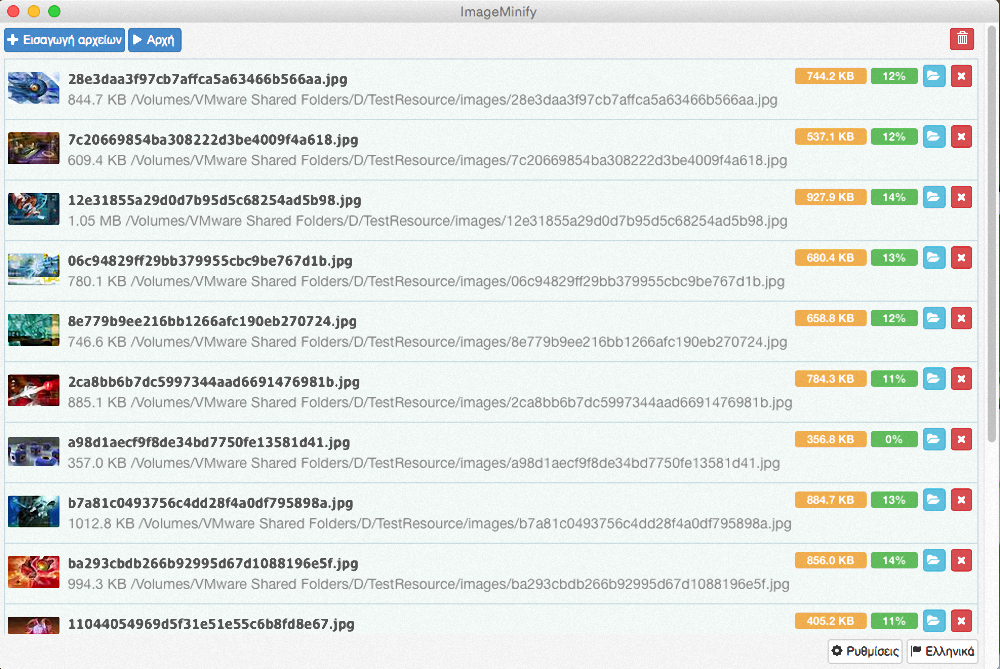 ImageMinify
Εισαγωγή αρχείων Αρχή
28e3daa3f97cb7affca5a63466b566aa.jpg 744.2 KB 12%
844.7 KB /Volumes/VMware Shared Folders/D/TestResource/images/28e3daa3f97cb7affca5a63466b566aa.jpg
7c20669854ba308222d3be4009f4a618.jpg 537.1 KB 12%
609.4 KB /Volumes/VMware Shared Folders/D/TestResource/images/7c20669854ba308222d3be4009f4a618.jpg
12e31855a29d0d7b95d5c68254ad5b98.jpg 927.9 KB 14%
1.05 MB /Volumes/VMware Shared Folders/D/TestResource/images/12e31855a29d0d7b95d5c68254ad5b98.jpg
06c94829ff29bb379955cbc9be767d1b.jpg 680.4 KB 13%
780.1 KB /Volumes/VMware Shared Folders/D/TestResource/images/06c94829ff29bb379955cbc9be767d1b.jpg
8e779b9ee216bb1266afc190eb270724.jpg 658.8 KB 12%
746.6 KB /Volumes/VMware Shared Folders/D/TestResource/images/8e779b9ee216bb1266afc190eb270724.jpg
2ca8bb6b7dc5997344aad6691476981b.jpg 784.3 KB 11%
885.1 KB /Volumes/VMware Shared Folders/D/TestResource/images/2ca8bb6b7dc5997344aad6691476981b.jpg
a98d1aecf9f8de34bd7750fe13581d41.jpg 356.8 KB 0%
357.0 KB /Volumes/VMware Shared Folders/D/TestResource/images/a98d1aecf9f8de34bd7750fe13581d41.jpg
b7a81c0493756c4dd28f4a0df795898a.jpg 884.7 KB 13%
1012.8 KB /Volumes/VMware Shared Folders/D/TestResource/images/b7a81c0493756c4dd28f4a0df795898a.jpg
ba293cbdb266b92995d67d1088196e5f.jpg 856.0 KB 14%
994.3 KB /Volumes/VMware Shared Folders/D/TestResource/images/ba293cbdb266b92995d67d1088196e5f.jpg
11044054969d5f31e51e55c6b8fd8e67.jpg 405.2 KB 11%
Ρυθμίσεις Ελληνικά